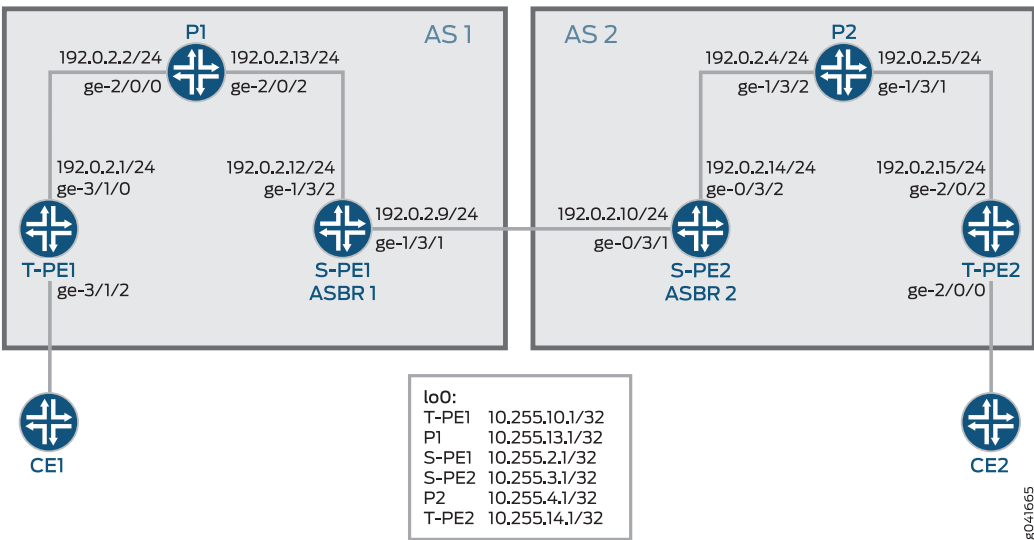 AS 1
AS 2
P1
P2
192.0.2.2/24
192.0.2.13/24
192.0.2.4/24
192.0.2.5/24
ge-2/0/0
ge-2/0/2
ge-1/3/2
ge-1/3/1
192.0.2.1/24
192.0.2.12/24
192.0.2.14/24
192.0.2.15/24
ge-3/1/0
ge-1/3/2
ge-0/3/2
ge-2/0/2
192.0.2.9/24
192.0.2.10/24
ge-1/3/1
ge-0/3/1
T-PE1
S-PE1
S-PE2
T-PE2
ge-3/1/2
ASBR 1
ASBR 2
ge-2/0/0
lo0:
T-PE1 10.255.10.1/32
P1 10.255.13.1/32
S-PE1 10.255.2.1/32
S-PE2 10.255.3.1/32
P2 10.255.4.1/32
T-PE2 10.255.14.1/32
CE1
CE2
g041665